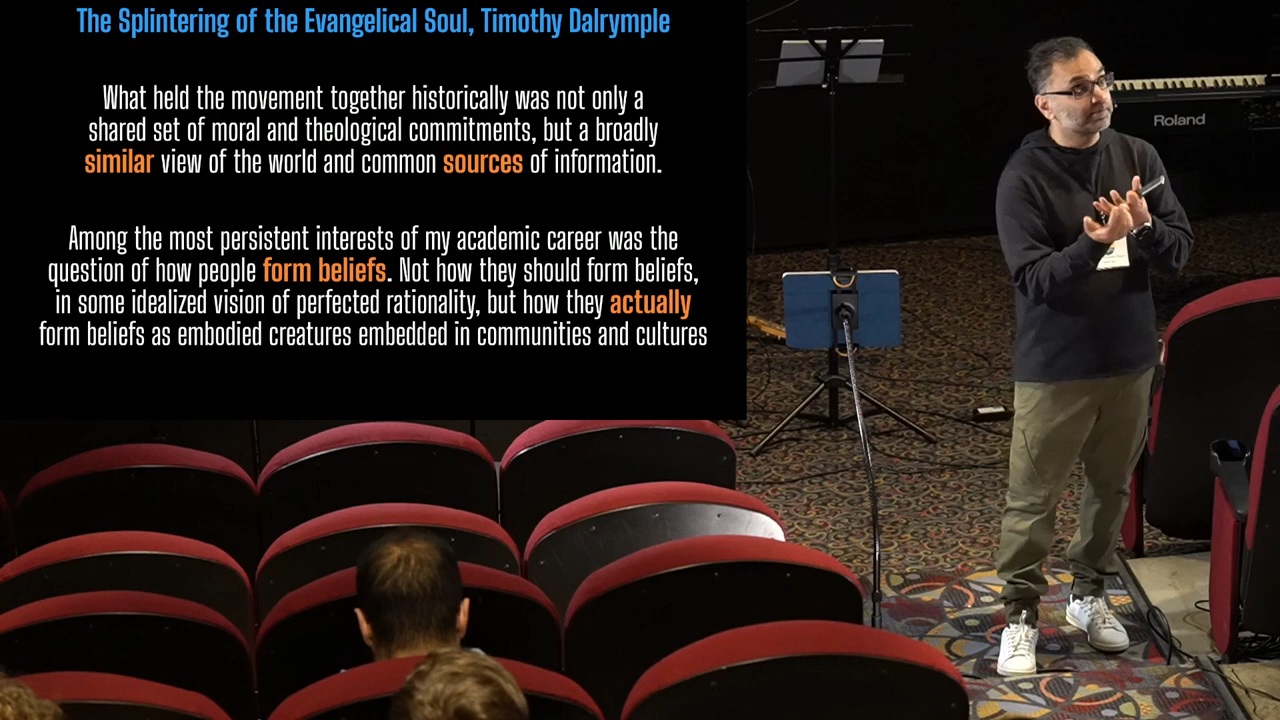 The Splintering of the Evangelical Soul, Timothy Dalrymple
What held the movement together historically was not only a
shared set of moral and theological commitments, but a broadly
similar view of the world and common sources of information.
Among the most persistent interests of my academic career was the
question of how people form beliefs. Not how they should form beliefs,
in some idealized vision of perfected rationality, but how they actually
form beliefs as embodied creatures embedded in communities and cultures
Roland